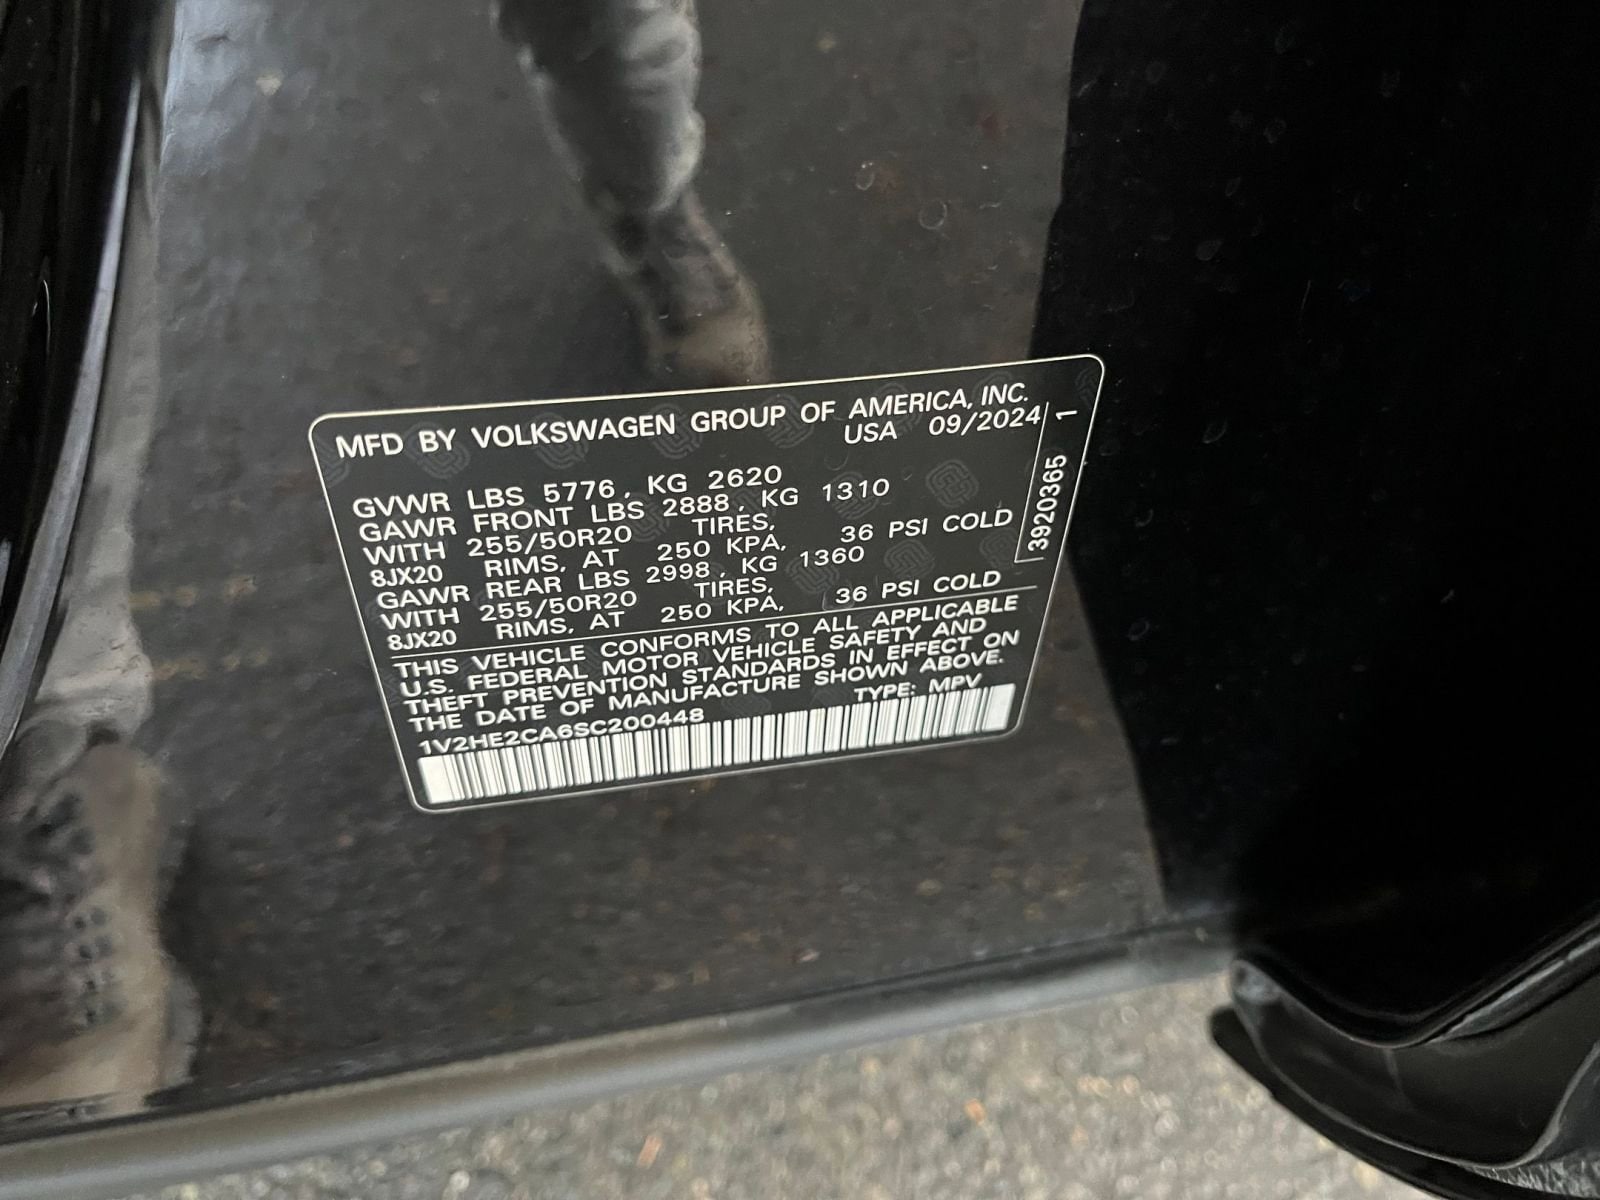 MFD BY VOLKSWAGEN GROUP OF AMERICA, INC.
USA 09/2024
GVWR LBS 5776, KG 2620
GAWR FRONT LBS 2888, KG 1310
WITH 255/50R20 TIRES,
8JX20 RIMS, AT 250 KPA, 36 PSI COLD
GAWR REAR LBS 2998, KG 1360
WITH 255/50R20 TIRES,
8JX20 RIMS, AT 250 KPA, 36 PSI COLD
THIS VEHICLE CONFORMS TO ALL APPLICABLE
U.S. FEDERAL MOTOR VEHICLE SAFETY AND
THEFT PREVENTION STANDARDS IN EFFECT ON
THE DATE OF MANUFACTURE SHOWN ABOVE.
1V2HE2CA6SC200448 TYPE: MPV
3920365 1